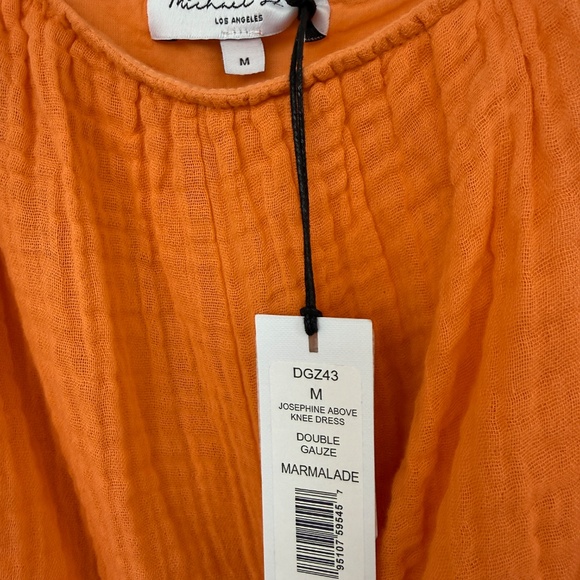 Michael
LOS ANGELES
M
DGZ43
M
JOSEPHINE ABOVE
KNEE DRESS
DOUBLE
GAUZE
MARMALADE
95107 59545 7